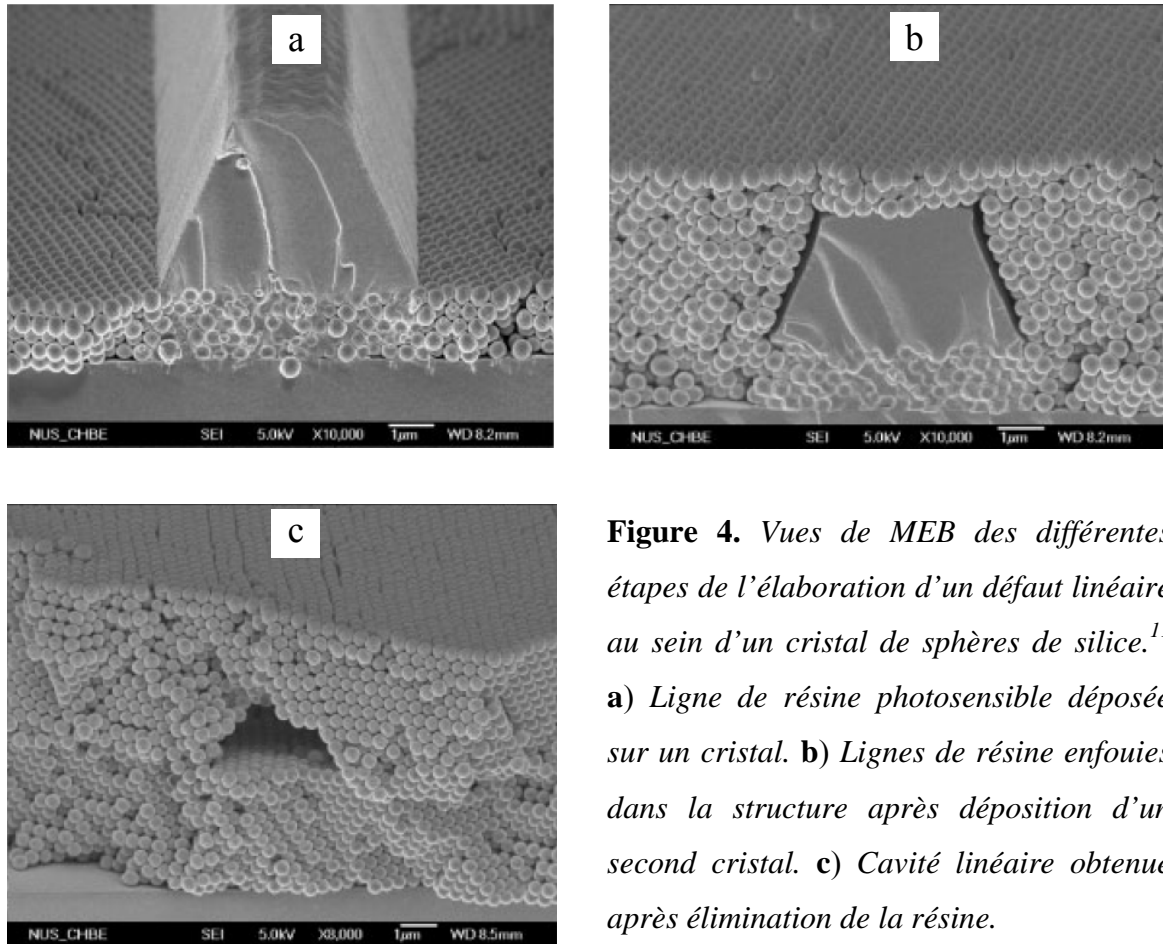 a
NUS_CHBE SEI 5.0kV X10,000 1μm WD 8.2mm
b
NUS_CHBE SEI 5.0kV X10,000 1μm WD 8.2mm
c
NUS_CHBE SEI 5.0kV X8,000 1μm WD 8.5mm
Figure 4. Vues de MEB des différentes
étapes de l'élaboration d'un défaut linéaire
au sein d'un cristal de sphères de silice.
a) Ligne de résine photosensible déposée
sur un cristal. b) Lignes de résine enfouies
dans la structure après déposition d'un
second cristal. c) Cavité linéaire obtenue
après élimination de la résine.